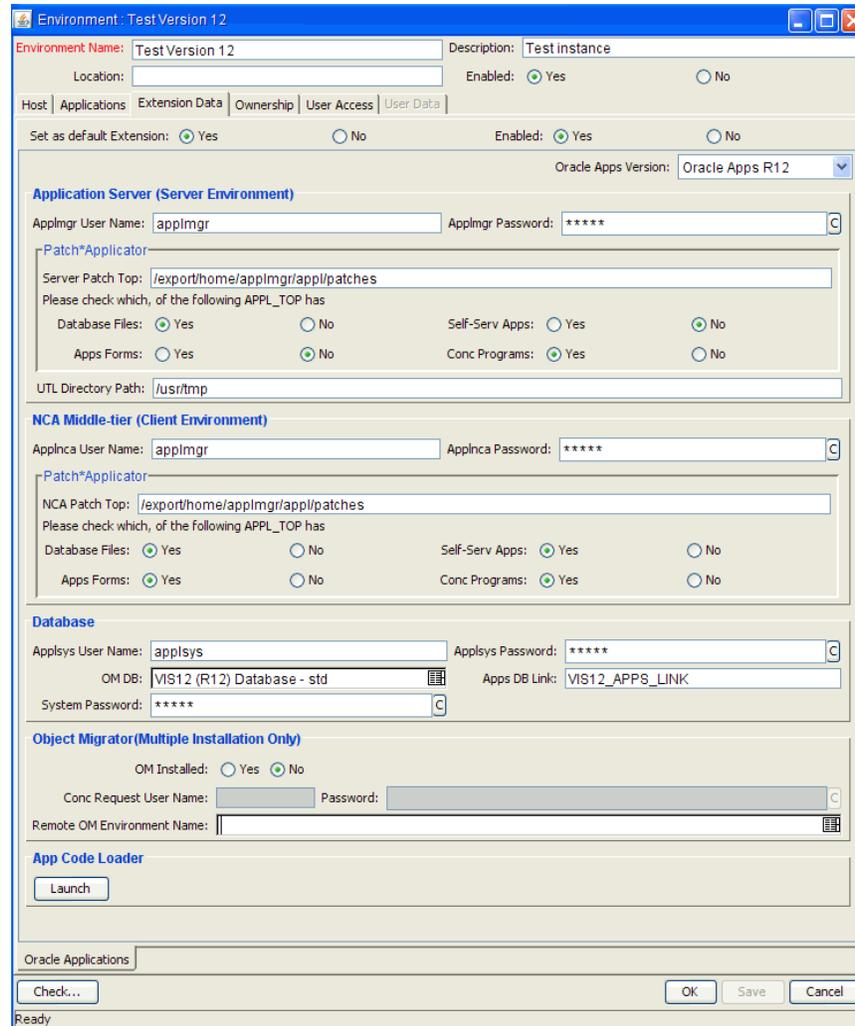 Environment : Test Version 12
Environment Name: Test Version 12 Description: Test instance
Location: Enabled: Yes No
Host Applications Extension Data Ownership User Access User Data
Set as default Extension: Yes No Enabled: Yes No
Oracle Apps Version: Oracle Apps R12
Application Server (Server Environment)
Applmgr User Name: applmgr Applmgr Password: ***** C
Patch*Applicator
Server Patch Top: /export/home/applmgr/appl/patches
Please check which, of the following APPL_TOP has
Database Files: Yes No Self-Serv Apps: Yes No
Apps Forms: Yes No Conc Programs: Yes No
UTL Directory Path: /usr/tmp
NCA Middle-tier (Client Environment)
Applnca User Name: applmgr Applnca Password: ***** C
Patch*Applicator
NCA Patch Top: /export/home/applmgr/appl/patches
Please check which, of the following APPL_TOP has
Database Files: Yes No Self-Serv Apps: Yes No
Apps Forms: Yes No Conc Programs: Yes No
Database
Applsys User Name: applsys Applsys Password: ***** C
OM DB: VIS12 (R12) Database - std Apps DB Link: VIS12_APPS_LINK
System Password: ***** C
Object Migrator(Multiple Installation Only)
OM Installed: Yes No
Conc Request User Name: Password: C
Remote OM Environment Name:
App Code Loader
Launch
Oracle Applications
Check... OK Save Cancel
Ready